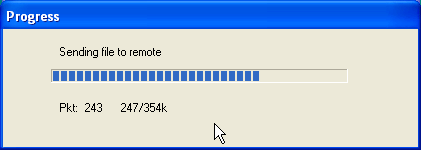 Progress
Sending file to remote
Pkt: 243 247/354k